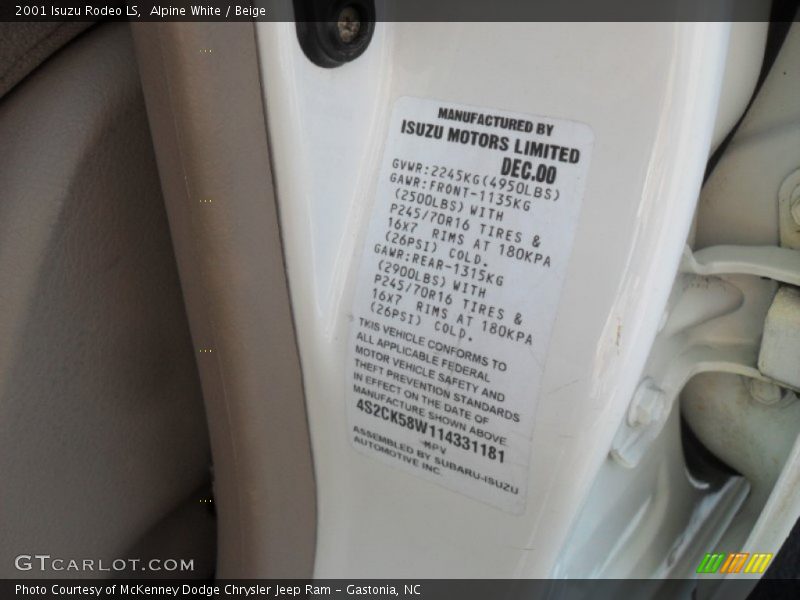 2001 Isuzu Rodeo LS,  Alpine White / Beige
MANUFACTURED BY
ISUZU MOTORS LIMITED
DEC.00
GVWR:2245KG(4950LBS)
GAWR:FRONT-1135KG
(2500LBS) WITH
P245/70R16 TIRES &
16X7 RIMS AT 180KPA
(26PSI) COLD.
GAWR:REAR-1315KG
(2900LBS) WITH
P245/70R16 TIRES &
16X7 RIMS AT 180KPA
(26PSI) COLD.
THIS VEHICLE CONFORMS TO
ALL APPLICABLE FEDERAL
MOTOR VEHICLE SAFETY AND
THEFT PREVENTION STANDARDS
IN EFFECT ON THE DATE OF
MANUFACTURE SHOWN ABOVE
4S2CK58W114331181
MPV
ASSEMBLED BY SUBARU-ISUZU
AUTOMOTIVE INC.
GTCARLOT.COM
Photo Courtesy of McKenney Dodge Chrysler Jeep Ram – Gastonia, NC